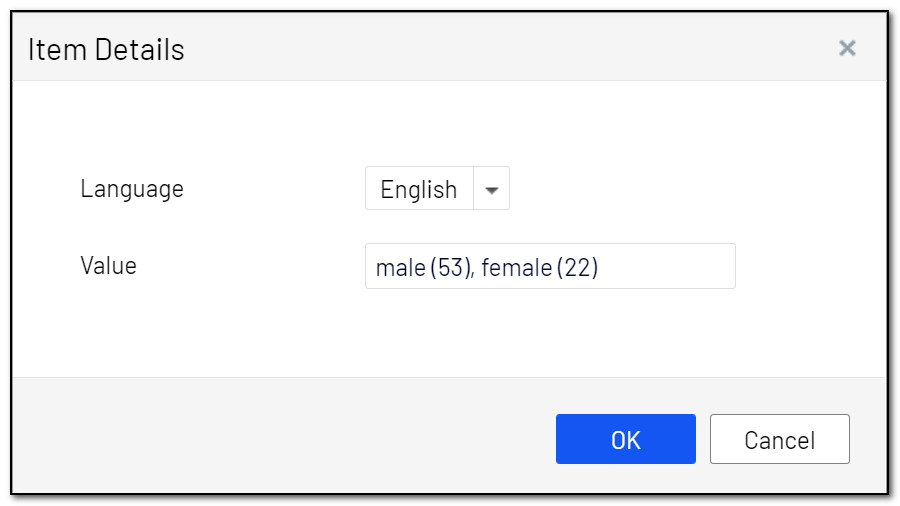 Item Details
Language
English
Value
male (53), female (22)
OK
Cancel